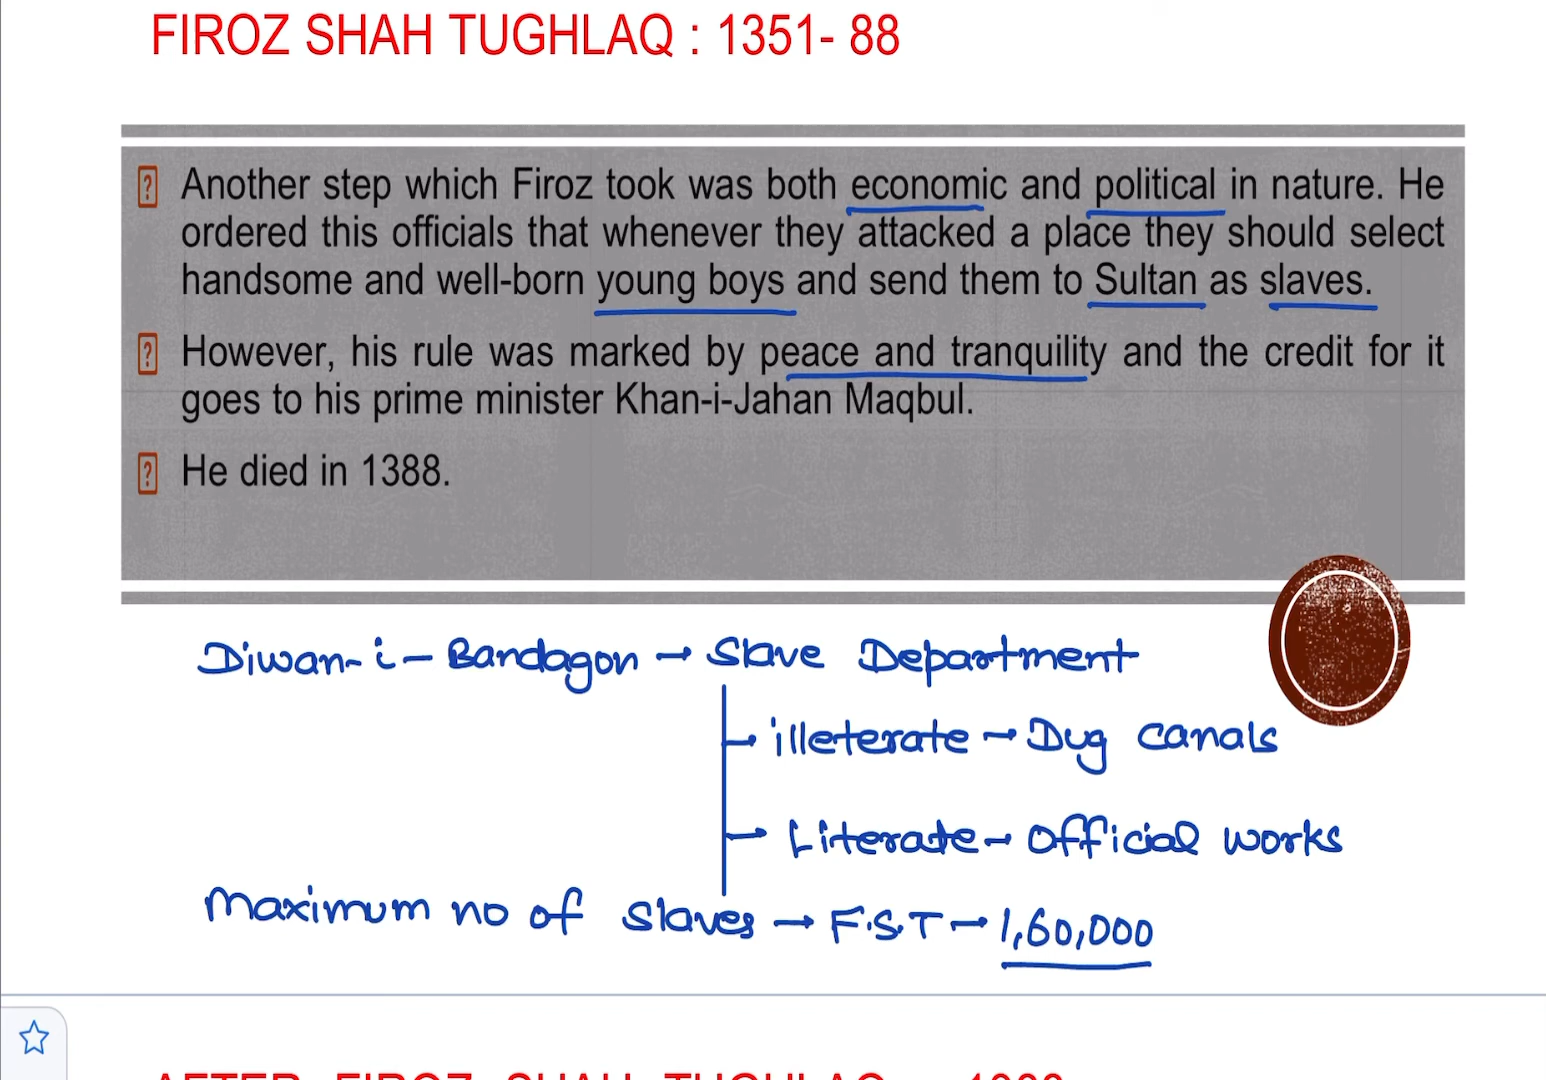 FIROZ SHAH TUGHLAQ : 1351- 88
Another step which Firoz took was both economic and political in nature. He
ordered this officials that whenever they attacked a place they should select
handsome and well-born young boys and send them to Sultan as slaves.
However, his rule was marked by peace and tranquility and the credit for it
goes to his prime minister Khan-i-Jahan Maqbul.
He died in 1388.
Diwan-i-Bandagon → Slave Department
illeterate → Dug canals
Literate → Official works
Maximum no of slaves → F.S.T → 1,60,000